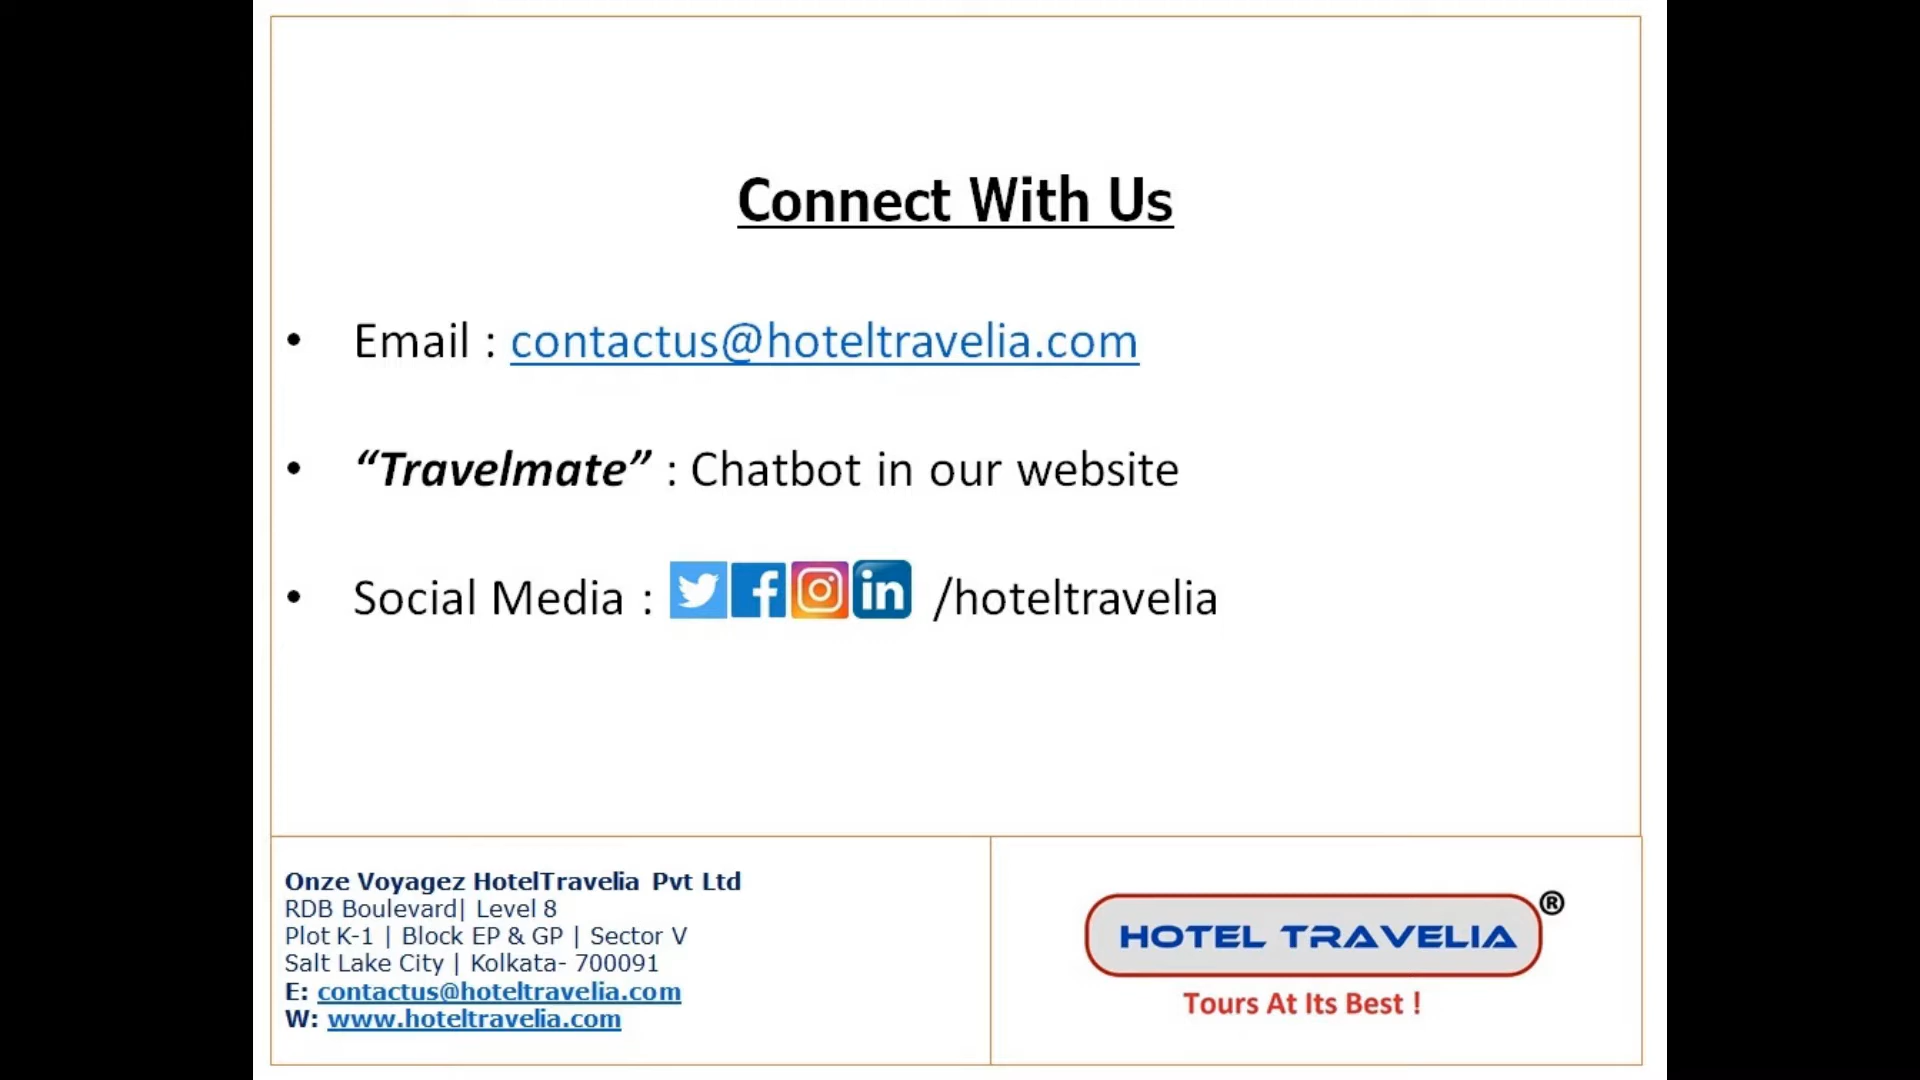 Connect With Us
• Email : contactus@hoteltravelia.com
• “Travelmate” : Chatbot in our website
• Social Media : f in /hoteltravelia
Onze Voyagez HotelTravelia Pvt Ltd
RDB Boulevard| Level 8
Plot K-1 | Block EP & GP | Sector V
Salt Lake City | Kolkata- 700091
E: contactus@hoteltravelia.com
W: www.hoteltravelia.com
HOTEL TRAVELIA ®
Tours At Its Best !